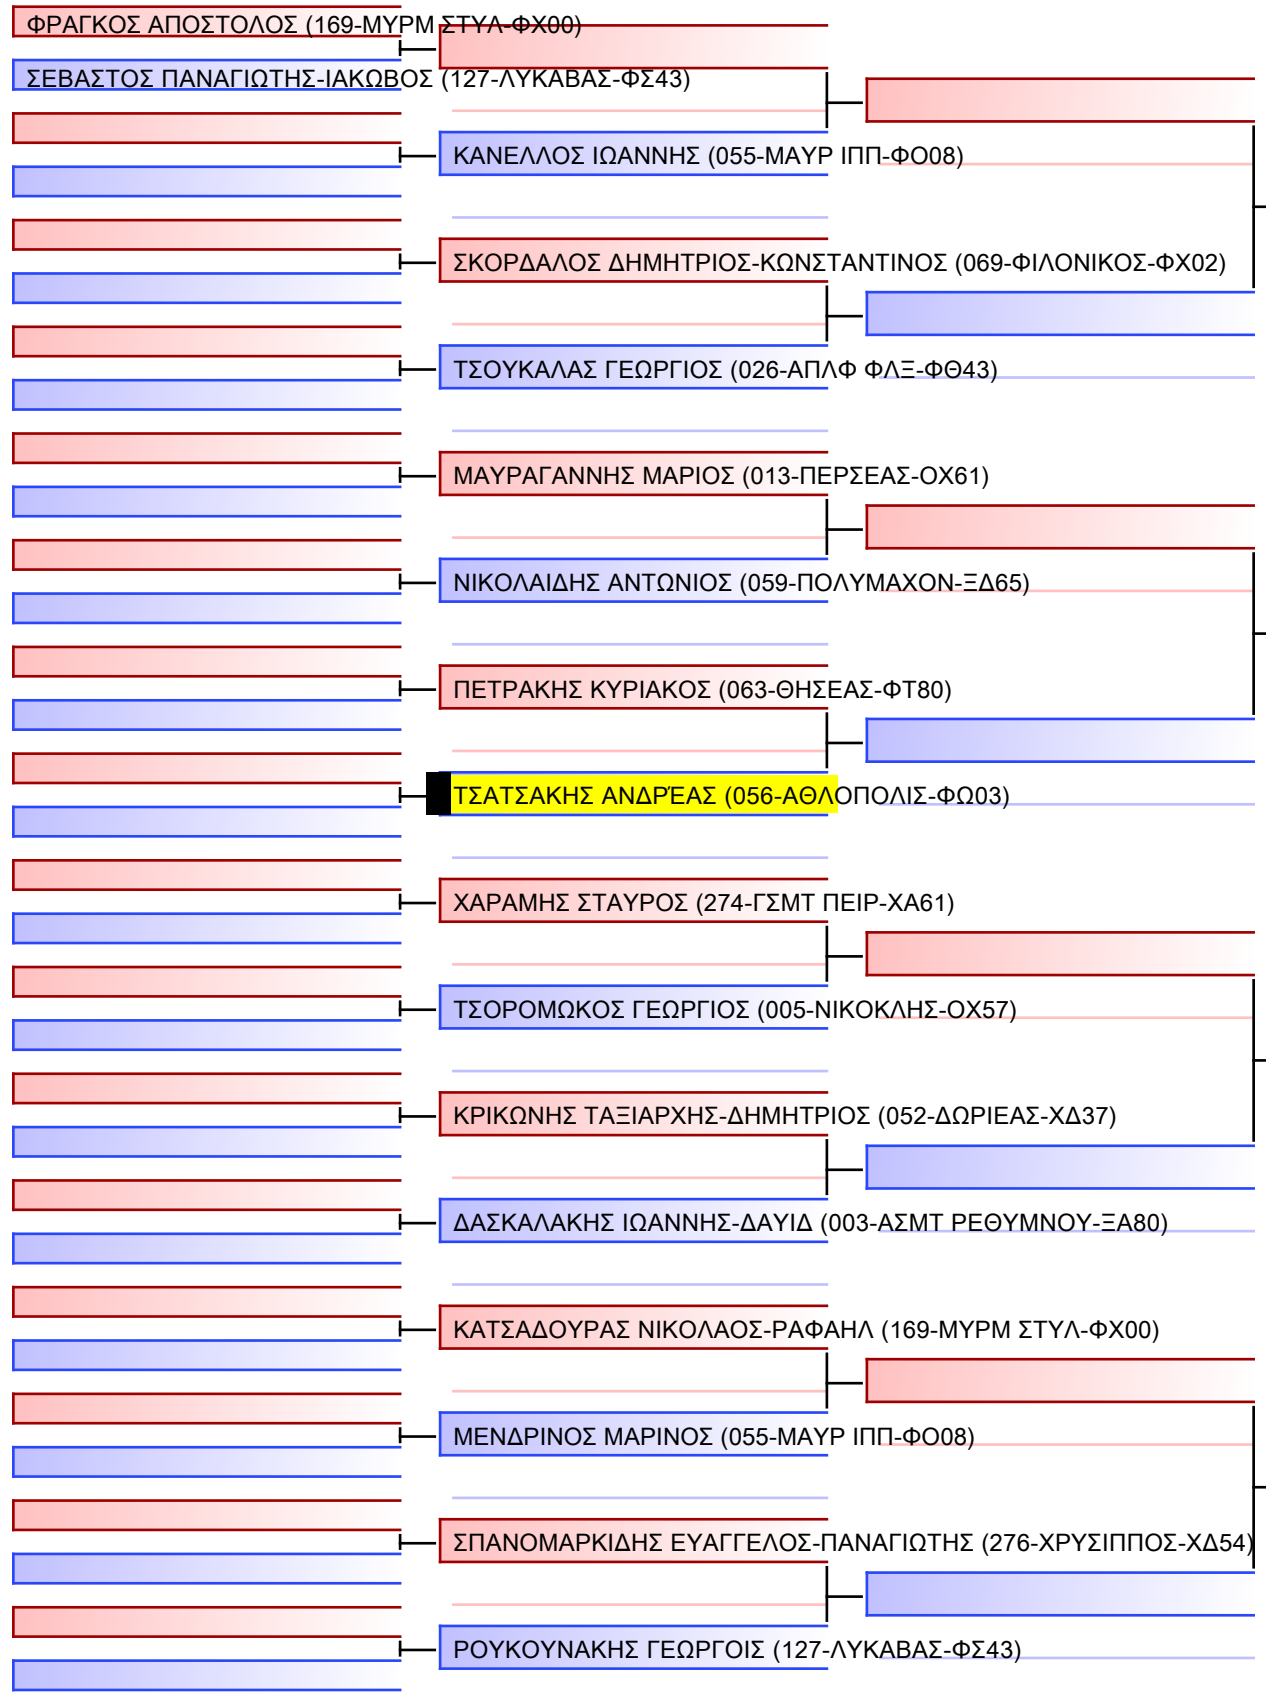 ΦΡΑΓΚΟΣ ΑΠΟΣΤΟΛΟΣ (169-ΜΥΡΜ ΣΤΥΛ-ΦΧ00)
ΣΕΒΑΣΤΟΣ ΠΑΝΑΓΙΩΤΗΣ-ΙΑΚΩΒΟΣ (127-ΛΥΚΑΒΑΣ-ΦΣ43)
ΚΑΝΕΛΛΟΣ ΙΩΑΝΝΗΣ (055-ΜΑΥΡ ΙΠΠ-ΦΟ08)
ΣΚΟΡΔΑΛΟΣ ΔΗΜΗΤΡΙΟΣ-ΚΩΝΣΤΑΝΤΙΝΟΣ (069-ΦΙΛΟΝΙΚΟΣ-ΦΧ02)
ΤΣΟΥΚΑΛΑΣ ΓΕΩΡΓΙΟΣ (026-ΑΠΛΦ ΦΛΞ-ΦΘ43)
ΜΑΥΡΑΓΑΝΝΗΣ ΜΑΡΙΟΣ (013-ΠΕΡΣΕΑΣ-ΟΧ61)
ΝΙΚΟΛΑΙΔΗΣ ΑΝΤΩΝΙΟΣ (059-ΠΟΛΥΜΑΧΟΝ-ΞΔ65)
ΠΕΤΡΑΚΗΣ ΚΥΡΙΑΚΟΣ (063-ΘΗΣΕΑΣ-ΦΤ80)
ΤΣΑΤΣΑΚΗΣ ΑΝΔΡΈΑΣ (056-ΑΘΛΟΠΟΛΙΣ-ΦΩ03)
ΧΑΡΑΜΗΣ ΣΤΑΥΡΟΣ (274-ΓΣΜΤ ΠΕΙΡ-ΧΑ61)
ΤΣΟΡΟΜΩΚΟΣ ΓΕΩΡΓΙΟΣ (005-ΝΙΚΟΚΛΗΣ-ΟΧ57)
ΚΡΙΚΩΝΗΣ ΤΑΞΙΑΡΧΗΣ-ΔΗΜΗΤΡΙΟΣ (052-ΔΩΡΙΕΑΣ-ΧΔ37)
ΔΑΣΚΑΛΑΚΗΣ ΙΩΑΝΝΗΣ-ΔΑΥΙΔ (003-ΑΣΜΤ ΡΕΘΥΜΝΟΥ-ΞΑ80)
ΚΑΤΣΑΔΟΥΡΑΣ ΝΙΚΟΛΑΟΣ-ΡΑΦΑΗΛ (169-ΜΥΡΜ ΣΤΥΛ-ΦΧ00)
ΜΕΝΔΡΙΝΟΣ ΜΑΡΙΝΟΣ (055-ΜΑΥΡ ΙΠΠ-ΦΟ08)
ΣΠΑΝΟΜΑΡΚΙΔΗΣ ΕΥΑΓΓΕΛΟΣ-ΠΑΝΑΓΙΩΤΗΣ (276-ΧΡΥΣΙΠΠΟΣ-ΧΔ54)
ΡΟΥΚΟΥΝΑΚΗΣ ΓΕΩΡΓΟΙΣ (127-ΛΥΚΑΒΑΣ-ΦΣ43)